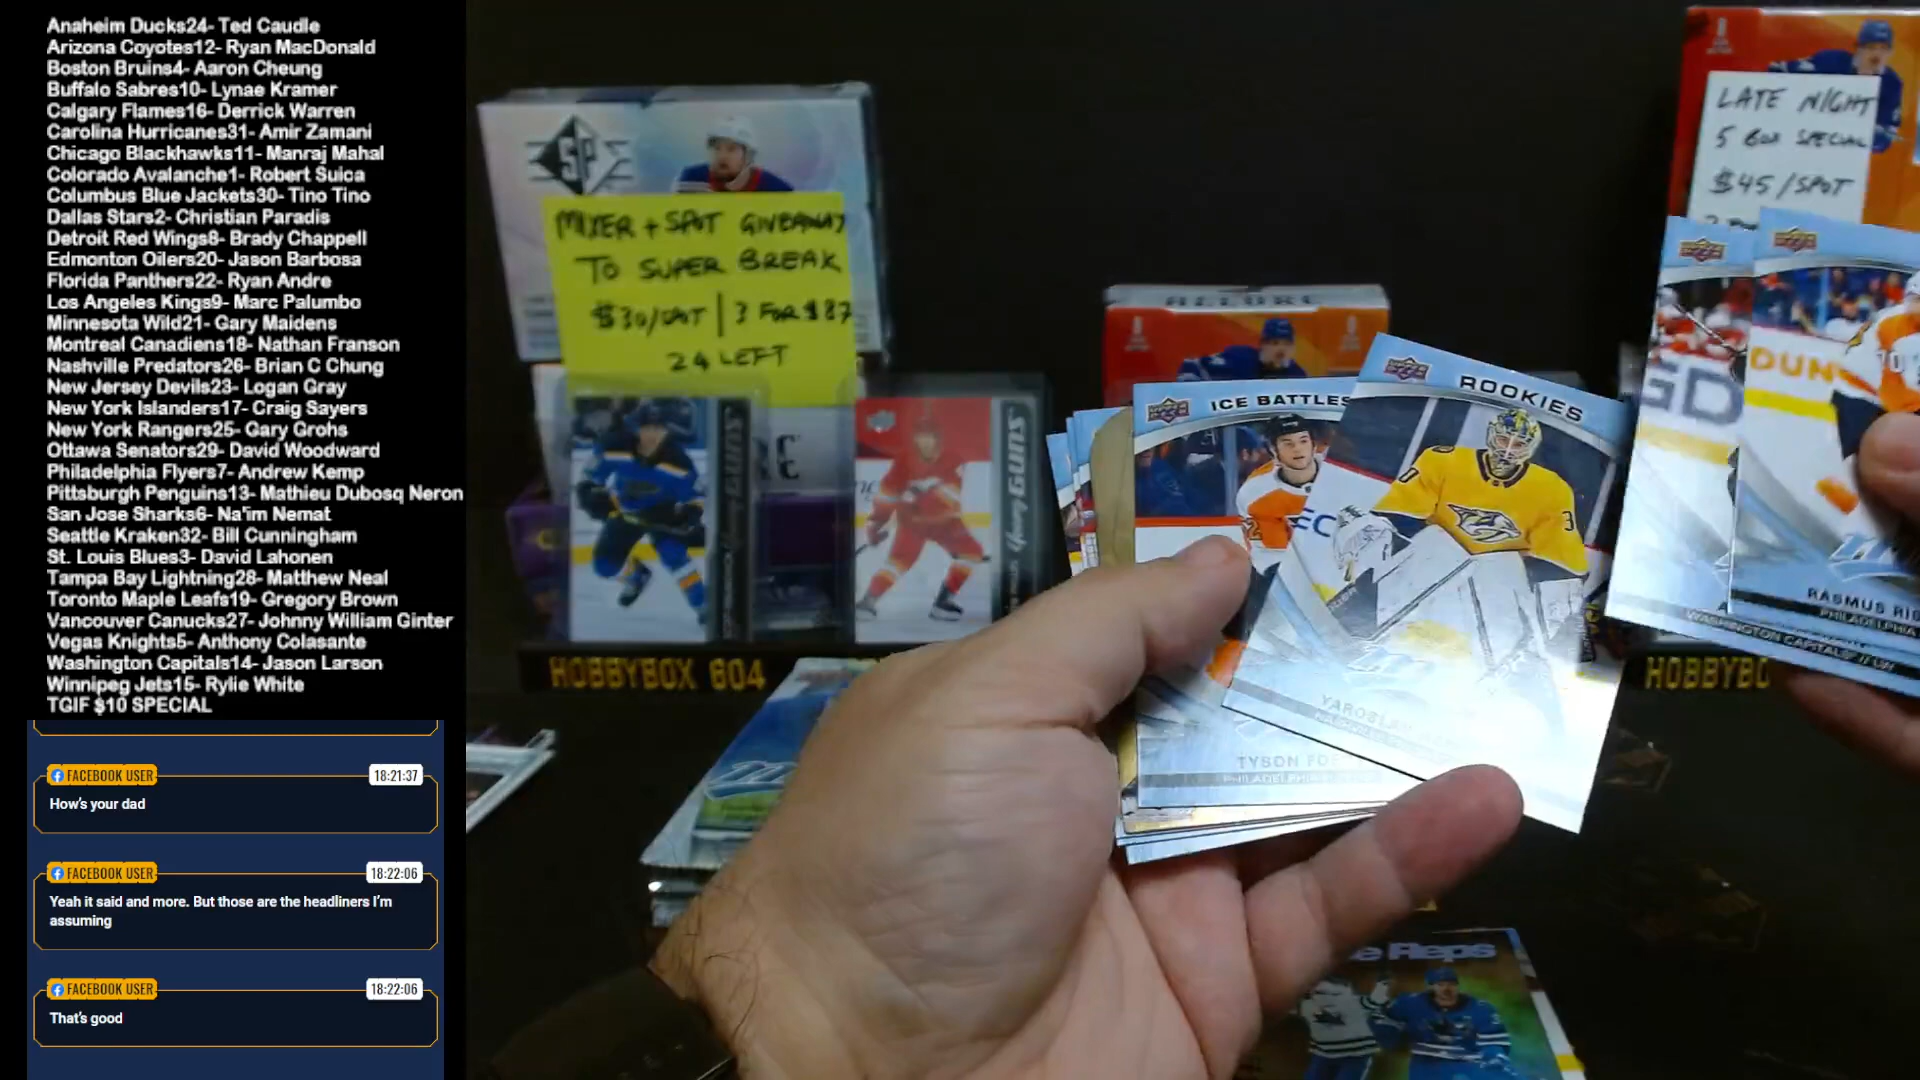 Anaheim Ducks24- Ted Caudle
Arizona Coyotes12- Ryan MacDonald
Boston Bruins4- Aaron Cheung
Buffalo Sabres10- Lynae Kramer
Calgary Flames16- Derrick Warren
Carolina Hurricanes31- Amir Zamani
Chicago Blackhawks11- Manraj Mahal
Colorado Avalanche1- Robert Suica
Columbus Blue Jackets30- Tino Tino
Dallas Stars2- Christian Paradis
Detroit Red Wings8- Brady Chappell
Edmonton Oilers20- Jason Barbosa
Florida Panthers22- Ryan Andre
Los Angeles Kings9- Marc Palumbo
Minnesota Wild21- Gary Maidens
Montreal Canadiens18- Nathan Franson
Nashville Predators26- Brian C Chung
New Jersey Devils23- Logan Gray
New York Islanders17- Craig Sayers
New York Rangers25- Gary Grohs
Ottawa Senators29- David Woodward
Philadelphia Flyers7- Andrew Kemp
Pittsburgh Penguins13- Mathieu Dubosq Neron
San Jose Sharks6- Na'im Nemat
Seattle Kraken32- Bill Cunningham
St. Louis Blues3- David Lahonen
Tampa Bay Lightning28- Matthew Neal
Toronto Maple Leafs19- Gregory Brown
Vancouver Canucks27- Johnny William Ginter
Vegas Knights5- Anthony Colasante
Washington Capitals14- Jason Larson
Winnipeg Jets15- Rylie White
TGIF $10 SPECIAL
FACEBOOK USER 18:21:37
How's your dad
FACEBOOK USER 18:22:06
Yeah it said and more. But those are the headliners I'm
assuming
FACEBOOK USER 18:22:06
That's good
SP
MIXER + SPOT GIVEAWAY
TO SUPER BREAK
$30/SPOT | 3 FOR $87
24 LEFT
Young GUNS
Young GUNS
HOBBYBOX 604
LATE NIGHT
5 BOX SPECIAL
$45/SPOT
ICE BATTLES
TYSON
ROOKIES
RASMUS
PHILADELPHIA
WASHINGTON CAPITALS
Reps